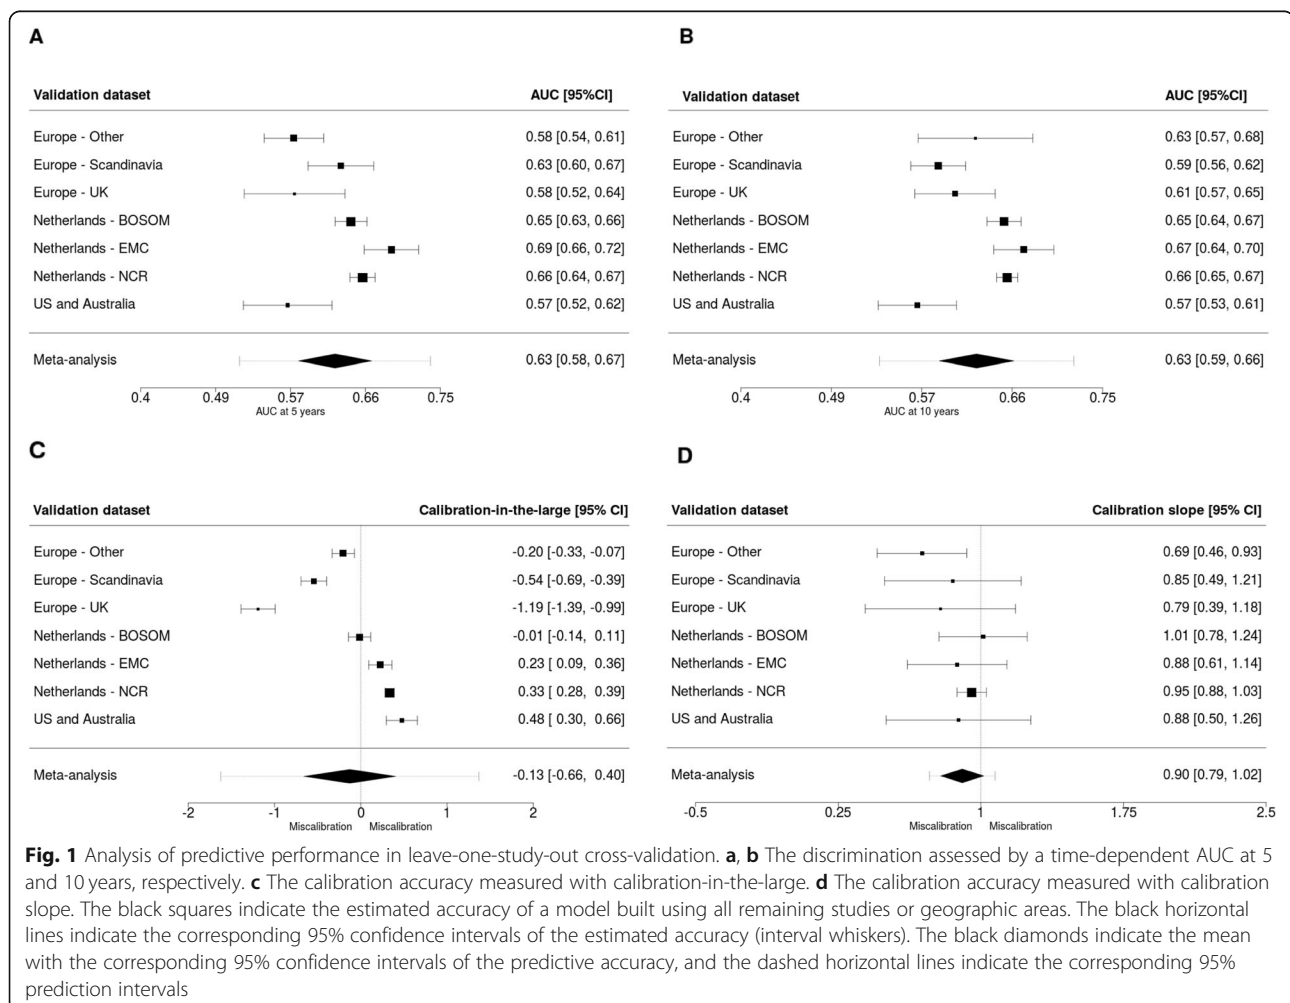 A
Validation dataset AUC [95%CI]
Europe - Other 0.58 [0.54, 0.61]
Europe - Scandinavia 0.63 [0.60, 0.67]
Europe - UK 0.58 [0.52, 0.64]
Netherlands - BOSOM 0.65 [0.63, 0.66]
Netherlands - EMC 0.69 [0.66, 0.72]
Netherlands - NCR 0.66 [0.64, 0.67]
US and Australia 0.57 [0.52, 0.62]
Meta-analysis 0.63 [0.58, 0.67]
0.4 0.49 0.57 0.66 0.75
AUC at 5 years
B
Validation dataset AUC [95%CI]
Europe - Other 0.63 [0.57, 0.68]
Europe - Scandinavia 0.59 [0.56, 0.62]
Europe - UK 0.61 [0.57, 0.65]
Netherlands - BOSOM 0.65 [0.64, 0.67]
Netherlands - EMC 0.67 [0.64, 0.70]
Netherlands - NCR 0.66 [0.65, 0.67]
US and Australia 0.57 [0.53, 0.61]
Meta-analysis 0.63 [0.59, 0.66]
0.4 0.49 0.57 0.66 0.75
AUC at 10 years
C
Validation dataset Calibration-in-the-large [95% CI]
Europe - Other -0.20 [-0.33, -0.07]
Europe - Scandinavia -0.54 [-0.69, -0.39]
Europe - UK -1.19 [-1.39, -0.99]
Netherlands - BOSOM -0.01 [-0.14, 0.11]
Netherlands - EMC 0.23 [ 0.09, 0.36]
Netherlands - NCR 0.33 [ 0.28, 0.39]
US and Australia 0.48 [ 0.30, 0.66]
Meta-analysis -0.13 [-0.66, 0.40]
-2 -1 0 1 2
Miscalibration Miscalibration
D
Validation dataset Calibration slope [95% CI]
Europe - Other 0.69 [0.46, 0.93]
Europe - Scandinavia 0.85 [0.49, 1.21]
Europe - UK 0.79 [0.39, 1.18]
Netherlands - BOSOM 1.01 [0.78, 1.24]
Netherlands - EMC 0.88 [0.61, 1.14]
Netherlands - NCR 0.95 [0.88, 1.03]
US and Australia 0.88 [0.50, 1.26]
Meta-analysis 0.90 [0.79, 1.02]
-0.5 0.25 1 1.75 2.5
Miscalibration Miscalibration
Fig. 1 Analysis of predictive performance in leave-one-study-out cross-validation. a, b The discrimination assessed by a time-dependent AUC at 5
and 10 years, respectively. c The calibration accuracy measured with calibration-in-the-large. d The calibration accuracy measured with calibration
slope. The black squares indicate the estimated accuracy of a model built using all remaining studies or geographic areas. The black horizontal
lines indicate the corresponding 95% confidence intervals of the estimated accuracy (interval whiskers). The black diamonds indicate the mean
with the corresponding 95% confidence intervals of the predictive accuracy, and the dashed horizontal lines indicate the corresponding 95%
prediction intervals